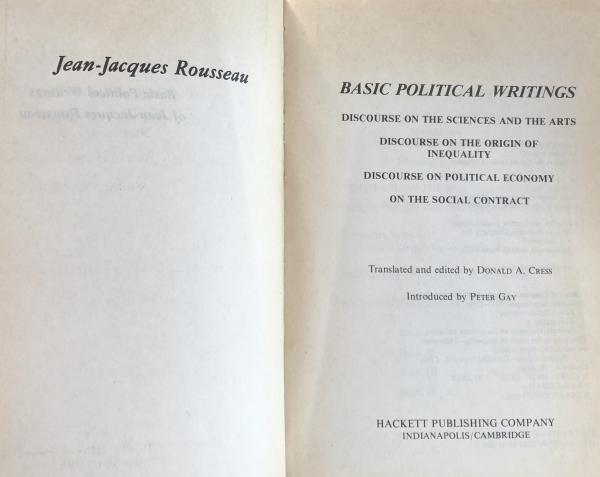 Jean-Jacques Rousseau
BASIC POLITICAL WRITINGS
DISCOURSE ON THE SCIENCES AND THE ARTS
DISCOURSE ON THE ORIGIN OF
INEQUALITY
DISCOURSE ON POLITICAL ECONOMY
ON THE SOCIAL CONTRACT
Translated and edited by DONALD A. CRESS
Introduced by PETER GAY
HACKETT PUBLISHING COMPANY
INDIANAPOLIS/CAMBRIDGE